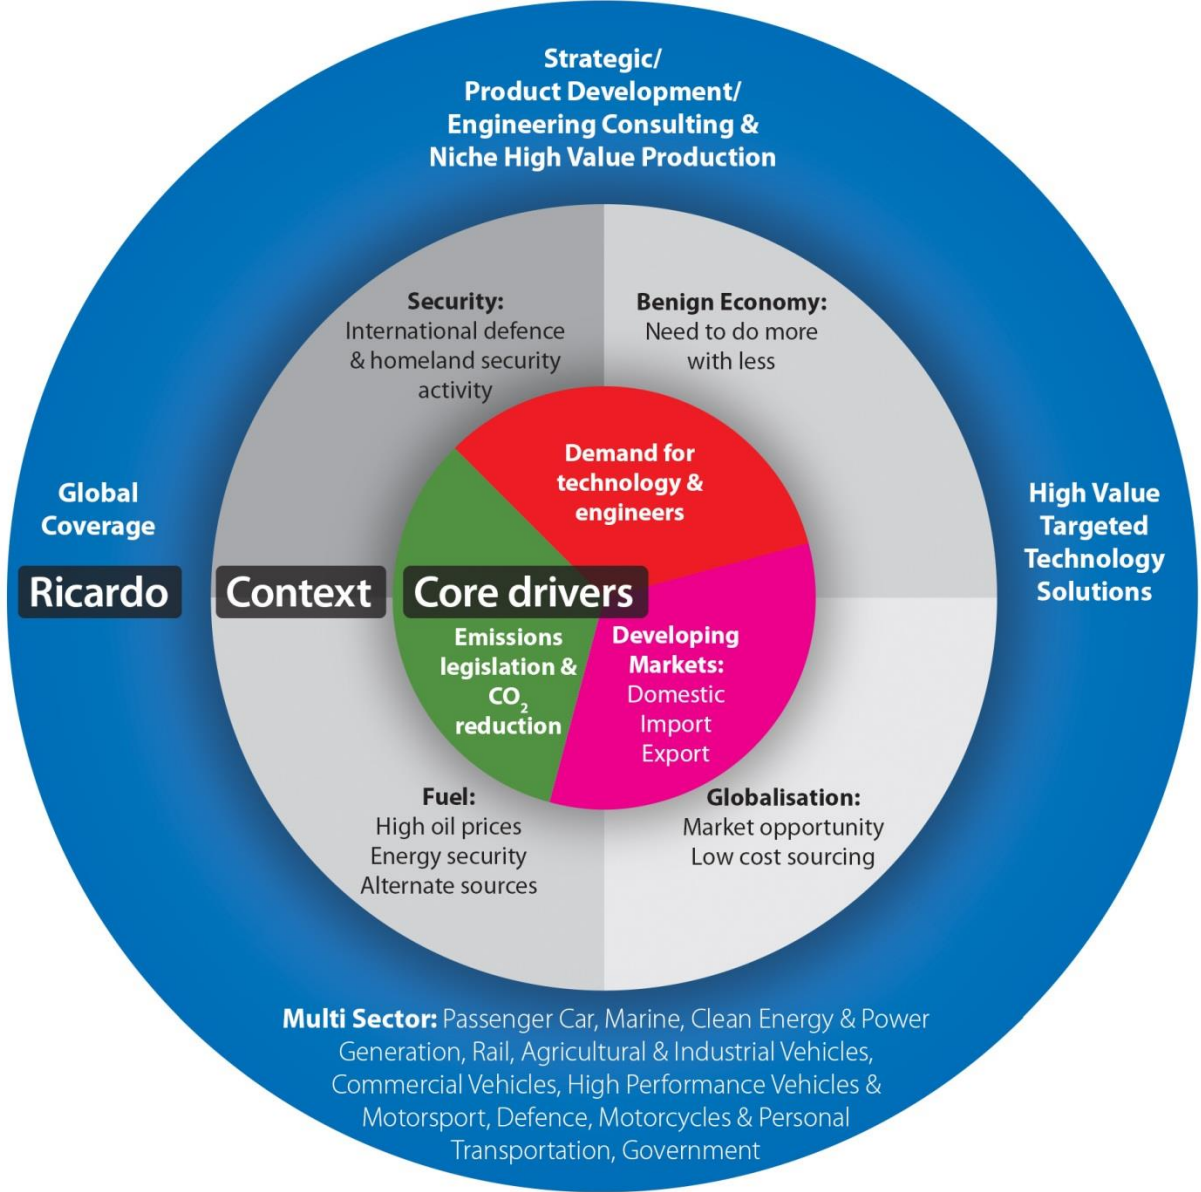 Strategic/
Product Development/
Engineering Consulting &
Niche High Value Production
Security:
International defence
& homeland security
activity
Benign Economy:
Need to do more
with less
Demand for
technology &
engineers
Global
Coverage
High Value
Targeted
Technology
Solutions
Ricardo
Context
Core drivers
Emissions
legislation &
CO₂
reduction
Developing
Markets:
Domestic
Import
Export
Fuel:
High oil prices
Energy security
Alternate sources
Globalisation:
Market opportunity
Low cost sourcing
Multi Sector: Passenger Car, Marine, Clean Energy & Power
Generation, Rail, Agricultural & Industrial Vehicles,
Commercial Vehicles, High Performance Vehicles &
Motorsport, Defence, Motorcycles & Personal
Transportation, Government